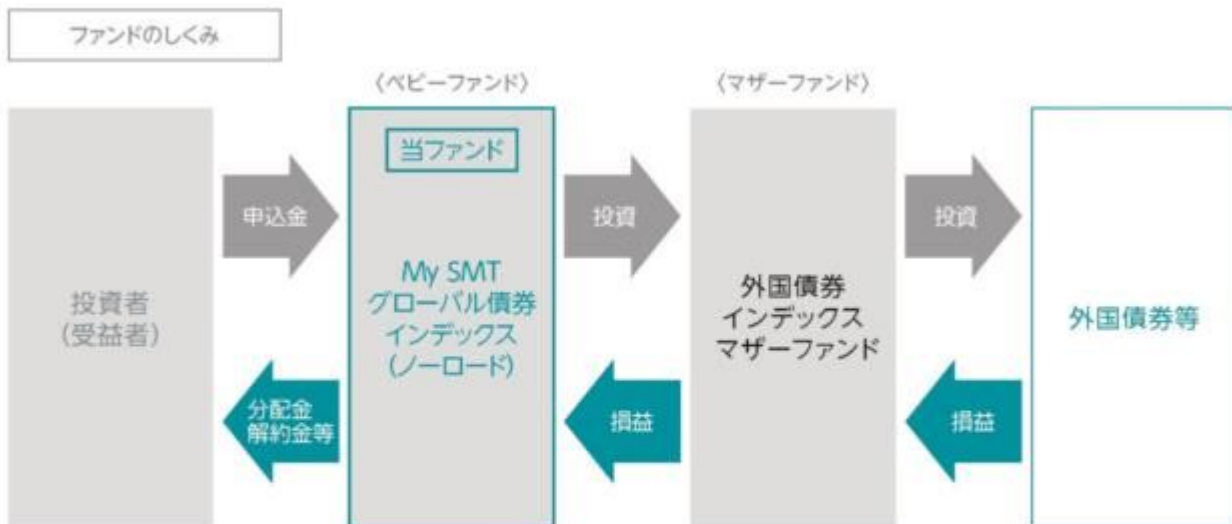 ファンドのしくみ
〈ベビーファンド〉
〈マザーファンド〉
投資者
(受益者)
申込金
分配金
解約金等
当ファンド
My SMT
グローバル債券
インデックス
(ノーロード)
投資
損益
外国債券
インデックス
マザーファンド
投資
損益
外国債券等